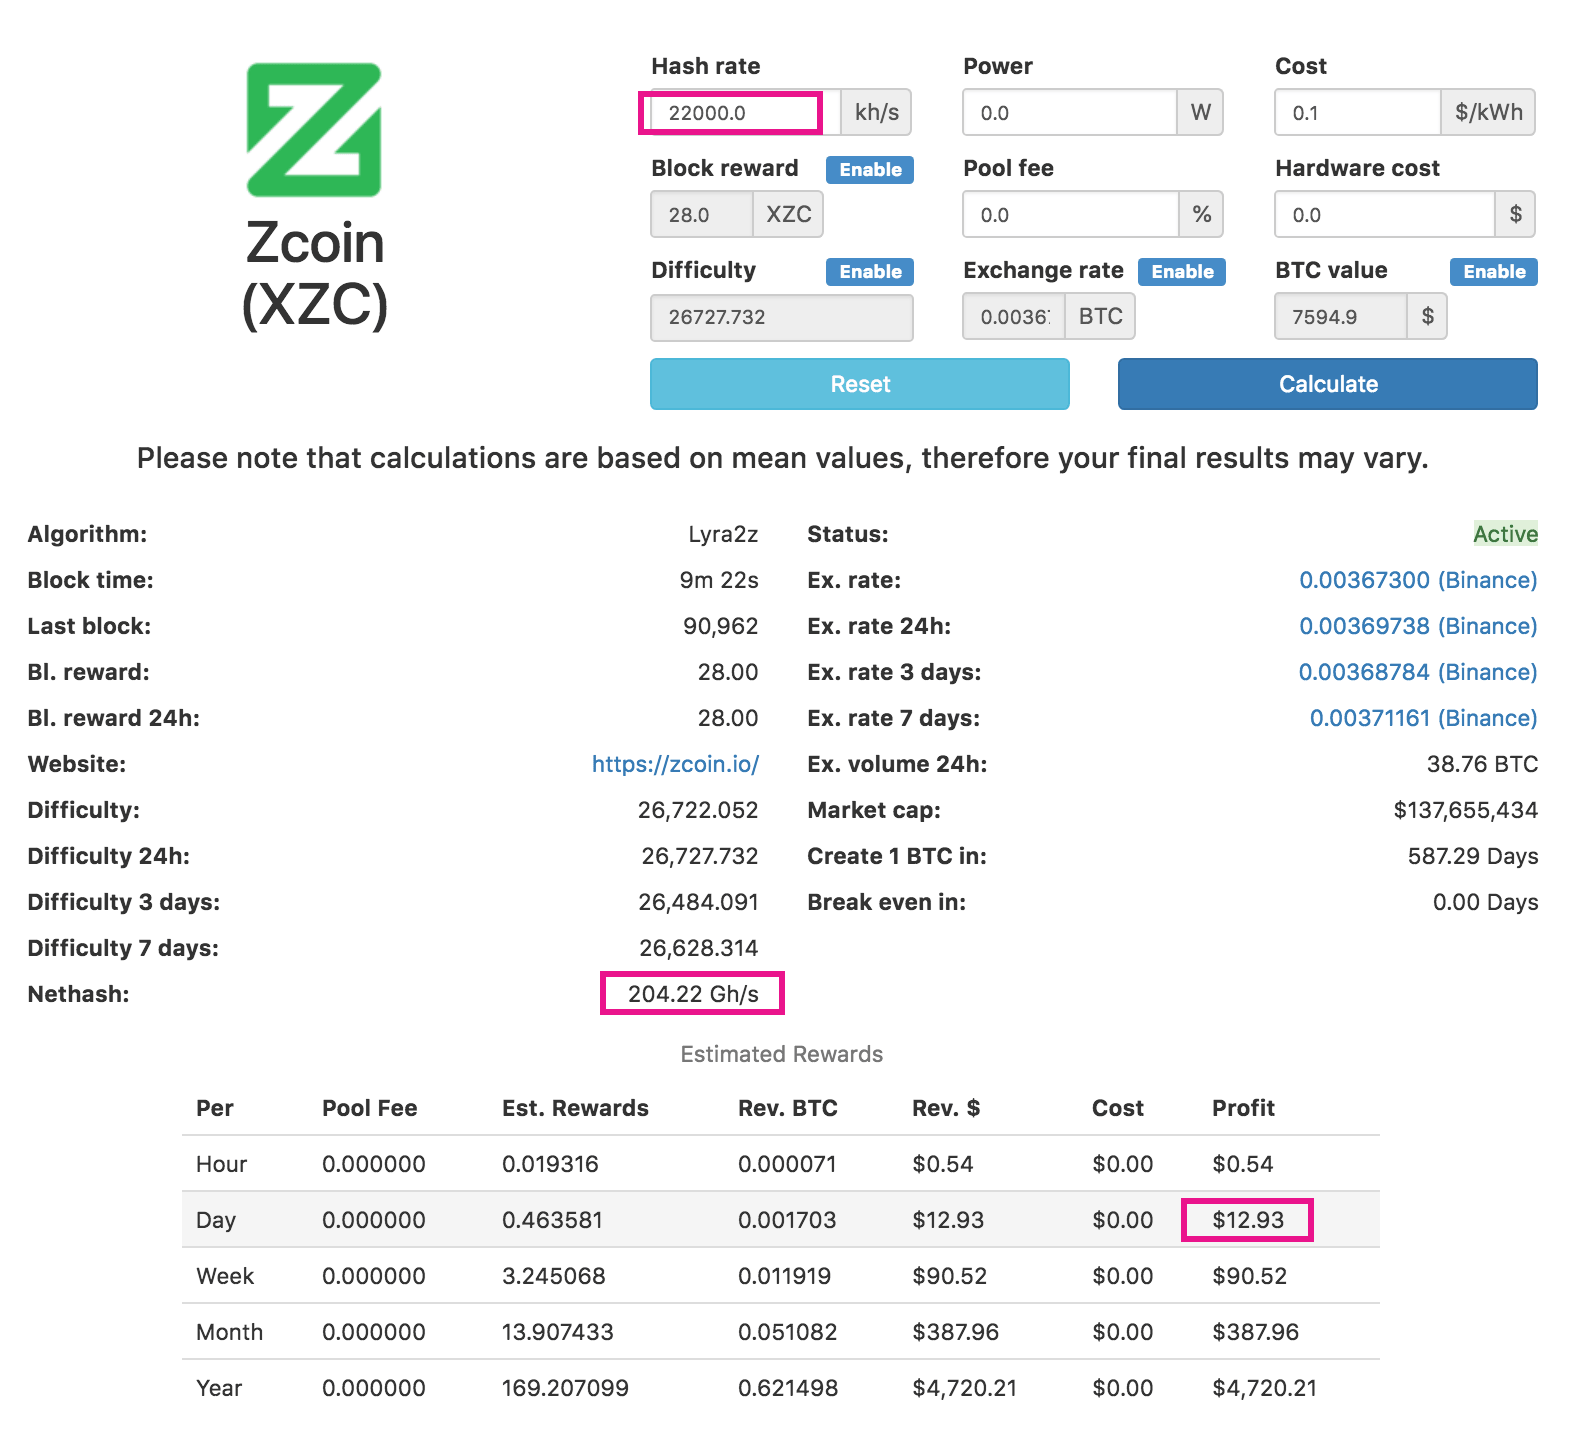 Zcoin
(XZC)
Hash rate Power Cost
22000.0 kh/s 0.0 W 0.1 $/kWh
Block reward Enable Pool fee Hardware cost
28.0 XZC 0.0 % 0.0 $
Difficulty Enable Exchange rate Enable BTC value Enable
26727.732 0.00367 BTC 7594.9 $
Reset Calculate
Please note that calculations are based on mean values, therefore your final results may vary.
Algorithm: Lyra2z Status: Active
Block time: 9m 22s Ex. rate: 0.00367300 (Binance)
Last block: 90,962 Ex. rate 24h: 0.00369738 (Binance)
Bl. reward: 28.00 Ex. rate 3 days: 0.00368784 (Binance)
Bl. reward 24h: 28.00 Ex. rate 7 days: 0.00371161 (Binance)
Website: https://zcoin.io/ Ex. volume 24h: 38.76 BTC
Difficulty: 26,722.052 Market cap: $137,655,434
Difficulty 24h: 26,727.732 Create 1 BTC in: 587.29 Days
Difficulty 3 days: 26,484.091 Break even in: 0.00 Days
Difficulty 7 days: 26,628.314
Nethash: 204.22 Gh/s
Estimated Rewards
Per Pool Fee Est. Rewards Rev. BTC Rev. $ Cost Profit
Hour 0.000000 0.019316 0.000071 $0.54 $0.00 $0.54
Day 0.000000 0.463581 0.001703 $12.93 $0.00 $12.93
Week 0.000000 3.245068 0.011919 $90.52 $0.00 $90.52
Month 0.000000 13.907433 0.051082 $387.96 $0.00 $387.96
Year 0.000000 169.207099 0.621498 $4,720.21 $0.00 $4,720.21